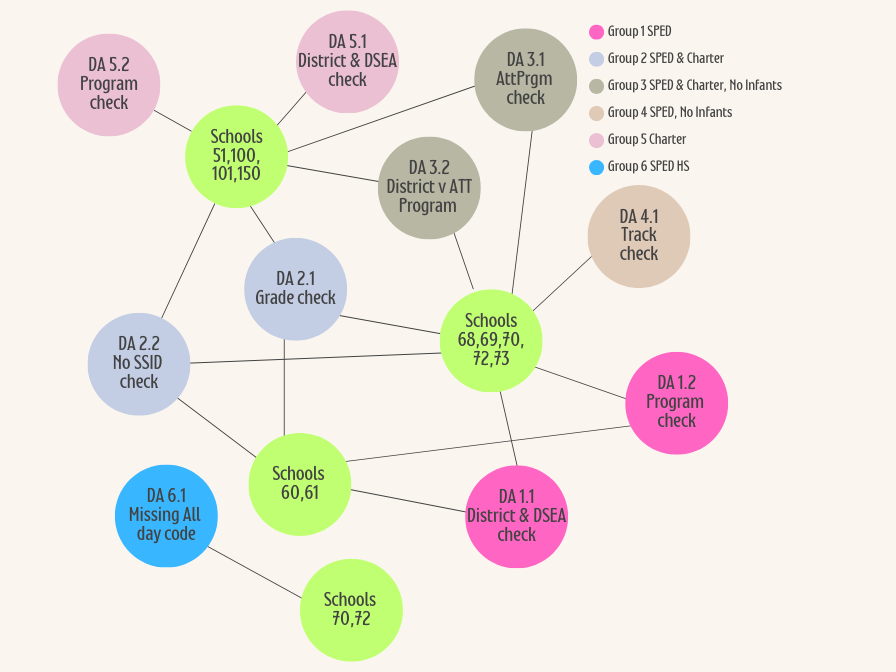 DA 5.2
Program
check
DA 5.1
District & DSEA
check
DA 3.1
AttPrgm
check
Group 1 SPED
Group 2 SPED & Charter
Group 3 SPED & Charter, No Infants
Group 4 SPED, No Infants
Group 5 Charter
Group 6 SPED HS
Schools
51,100,
101,150
DA 3.2
District v ATT
Program
DA 4.1
Track
check
DA 2.1
Grade check
Schools
68,69,70,
72,73
DA 2.2
No SSID
check
DA 1.2
Program
check
Schools
60,61
DA 6.1
Missing All
day code
DA 1.1
District & DSEA
check
Schools
70,72